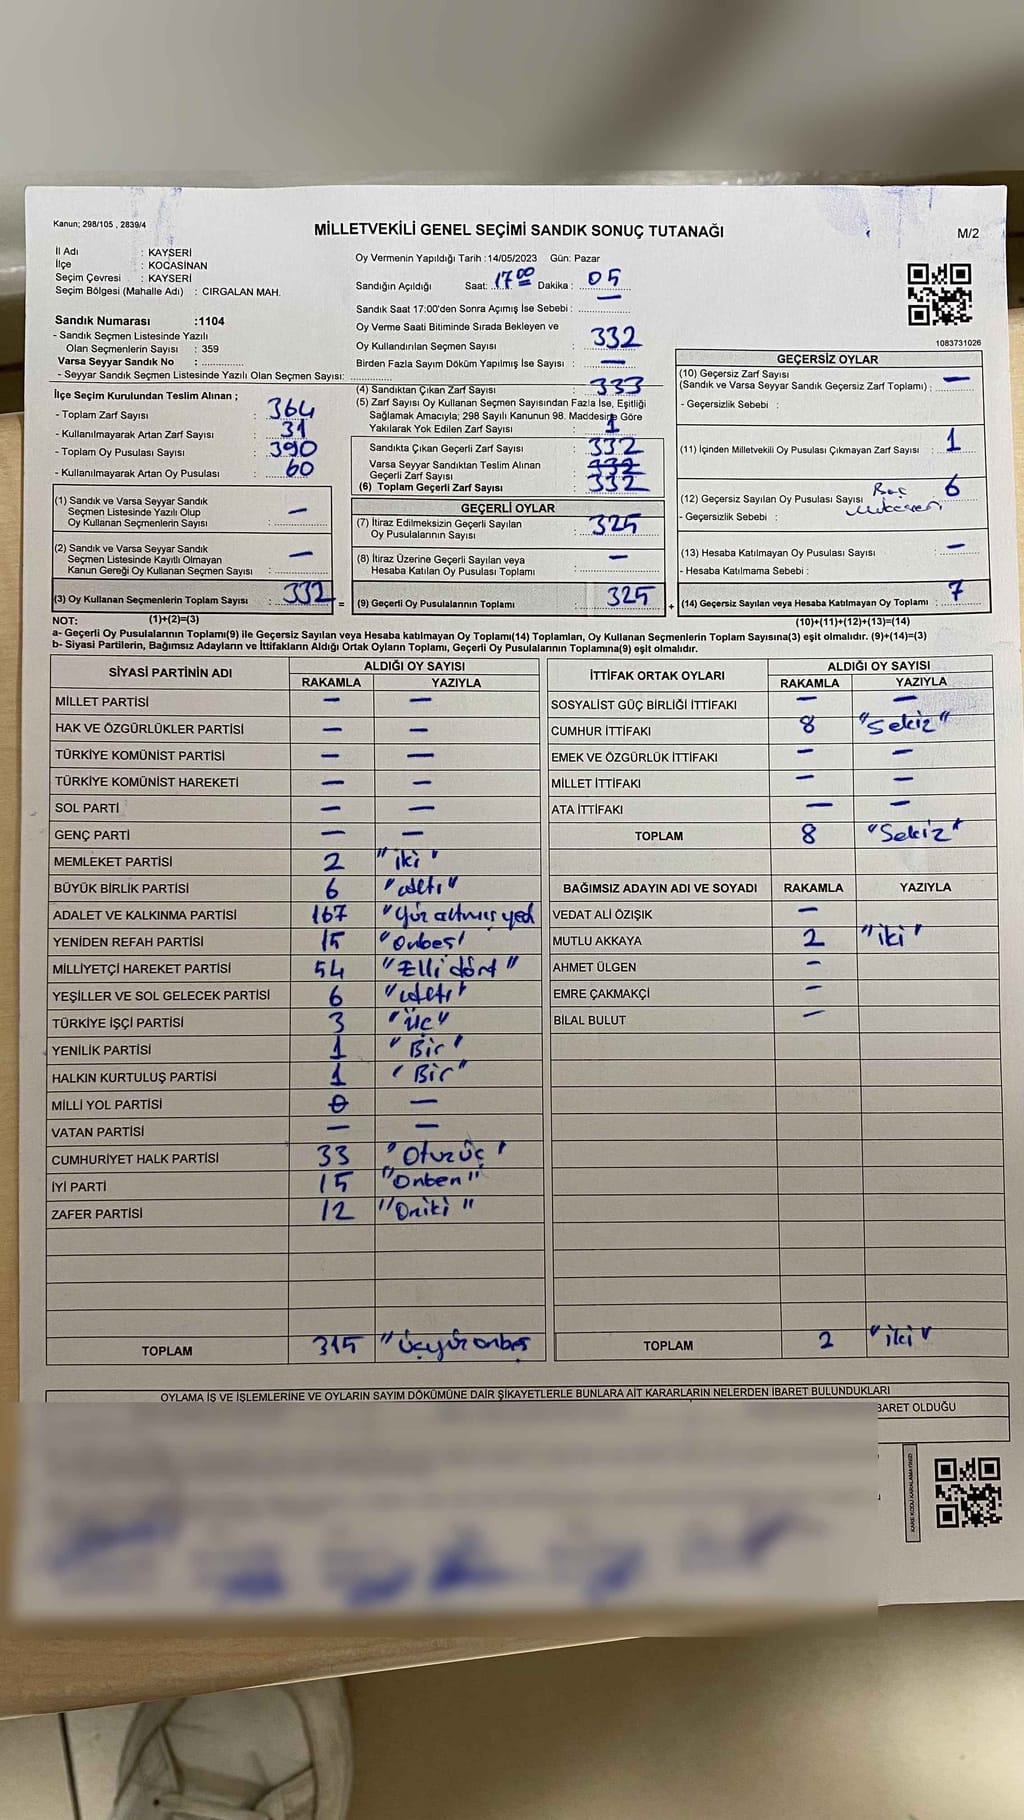 Kanun; 298/105 , 2839/4
MİLLETVEKİLİ GENEL SEÇİMİ SANDIK SONUÇ TUTANAĞI
M/2
İl Adı : KAYSERİ
İlçe : KOCASİNAN
Seçim Çevresi : KAYSERİ
Seçim Bölgesi (Mahalle Adı) : CIRGALAN MAH.
Oy Vermenin Yapıldığı Tarih :14/05/2023 Gün: Pazar
Sandığın Açıldığı Saat: 17 00 Dakika : 05
Sandık Saat 17:00'den Sonra Açımış İse Sebebi : —
Oy Verme Saati Bitiminde Sırada Bekleyen ve
Oy Kullandırılan Seçmen Sayısı : 332
Birden Fazla Sayım Döküm Yapılmış İse Sayısı : —
1083731026
Sandık Numarası :1104
- Sandık Seçmen Listesinde Yazılı
Olan Seçmenlerin Sayısı : 359
Varsa Seyyar Sandık No :
- Seyyar Sandık Seçmen Listesinde Yazılı Olan Seçmen Sayısı:
İlçe Seçim Kurulundan Teslim Alınan ;
- Toplam Zarf Sayısı : 364
- Kullanılmayarak Artan Zarf Sayısı : 31
- Toplam Oy Pusulası Sayısı : 390
- Kullanılmayarak Artan Oy Pusulası : 60
(1) Sandık ve Varsa Seyyar Sandık
Seçmen Listesinde Yazılı Olup
Oy Kullanan Seçmenlerin Sayısı : —
(2) Sandık ve Varsa Seyyar Sandık
Seçmen Listesinde Kayıtlı Olmayan
Kanun Gereği Oy Kullanan Seçmen Sayısı : —
(3) Oy Kullanan Seçmenlerin Toplam Sayısı : 332 =
(4) Sandıktan Çıkan Zarf Sayısı : 333
(5) Zarf Sayısı Oy Kullanan Seçmen Sayısından Fazla İse, Eşitliği
Sağlamak Amacıyla; 298 Sayılı Kanunun 98. Maddesine Göre
Yakılarak Yok Edilen Zarf Sayısı : 1
Sandıkta Çıkan Geçerli Zarf Sayısı : 332
Varsa Seyyar Sandıktan Teslim Alınan
Geçerli Zarf Sayısı : 332
(6) Toplam Geçerli Zarf Sayısı : 332
GEÇERLİ OYLAR
(7) İtiraz Edilmeksizin Geçerli Sayılan
Oy Pusulalarının Sayısı : 325
(8) İtiraz Üzerine Geçerli Sayılan veya
Hesaba Katılan Oy Pusulası Toplamı : —
(9) Geçerli Oy Pusulalarının Toplamı : 325 +
GEÇERSİZ OYLAR
(10) Geçersiz Zarf Sayısı
(Sandık ve Varsa Seyyar Sandık Geçersiz Zarf Toplamı) : —
- Geçersizlik Sebebi :
(11) İçinden Milletvekili Oy Pusulası Çıkmayan Zarf Sayısı : 1
(12) Geçersiz Sayılan Oy Pusulası Sayısı : 6
- Geçersizlik Sebebi :
(13) Hesaba Katılmayan Oy Pusulası Sayısı : —
- Hesaba Katılmama Sebebi :
(14) Geçersiz Sayılan veya Hesaba Katılmayan Oy Toplamı : 7
NOT: (1)+(2)=(3) (10)+(11)+(12)+(13)=(14)
a- Geçerli Oy Pusulalarının Toplamı(9) ile Geçersiz Sayılan veya Hesaba katılmayan Oy Toplamı(14) Toplamları, Oy Kullanan Seçmenlerin Toplam Sayısına(3) eşit olmalıdır. (9)+(14)=(3)
b- Siyasi Partilerin, Bağımsız Adayların ve İttifakların Aldığı Ortak Oyların Toplamı, Geçerli Oy Pusulalarının Toplamına(9) eşit olmalıdır.
SİYASİ PARTİNİN ADI ALDIĞI OY SAYISI
RAKAMLA YAZIYLA
MİLLET PARTİSİ — —
HAK VE ÖZGÜRLÜKLER PARTİSİ — —
TÜRKİYE KOMÜNİST PARTİSİ — —
TÜRKİYE KOMÜNİST HAREKETİ — —
SOL PARTİ — —
GENÇ PARTİ — —
MEMLEKET PARTİSİ 2 "iki"
BÜYÜK BİRLİK PARTİSİ 6 "altı"
ADALET VE KALKINMA PARTİSİ 167 "Yüz altmış yedi
YENİDEN REFAH PARTİSİ 15 "Onbeş"
MİLLİYETÇİ HAREKET PARTİSİ 54 "Elli dört"
YEŞİLLER VE SOL GELECEK PARTİSİ 6 "altı"
TÜRKİYE İŞÇİ PARTİSİ 3 "üç"
YENİLİK PARTİSİ 1 "Bir"
HALKIN KURTULUŞ PARTİSİ 1 "Bir"
MİLLİ YOL PARTİSİ 0 —
VATAN PARTİSİ — —
CUMHURİYET HALK PARTİSİ 33 "Otuzüç"
İYİ PARTİ 15 "Onbeş"
ZAFER PARTİSİ 12 "Oniki"
TOPLAM 315 "Üçyüz onbeş
İTTİFAK ORTAK OYLARI ALDIĞI OY SAYISI
RAKAMLA YAZIYLA
SOSYALİST GÜÇ BİRLİĞİ İTTİFAKI — —
CUMHUR İTTİFAKI 8 "Sekiz"
EMEK VE ÖZGÜRLÜK İTTİFAKI — —
MİLLET İTTİFAKI — —
ATA İTTİFAKI — —
TOPLAM 8 "Sekiz"
BAĞIMSIZ ADAYIN ADI VE SOYADI RAKAMLA YAZIYLA
VEDAT ALİ ÖZIŞIK —
MUTLU AKKAYA 2 "iki"
AHMET ÜLGEN —
EMRE ÇAKMAKÇİ —
BİLAL BULUT —
TOPLAM 2 "iki"
OYLAMA İŞ VE İŞLEMLERİNE VE OYLARIN SAYIM DÖKÜMÜNE DAİR ŞİKAYETLERLE BUNLARA AİT KARARLARIN NELERDEN İBARET BULUNDUKLARI
BARET OLDUĞU
KARE KODU KARALAMAYINIZ!